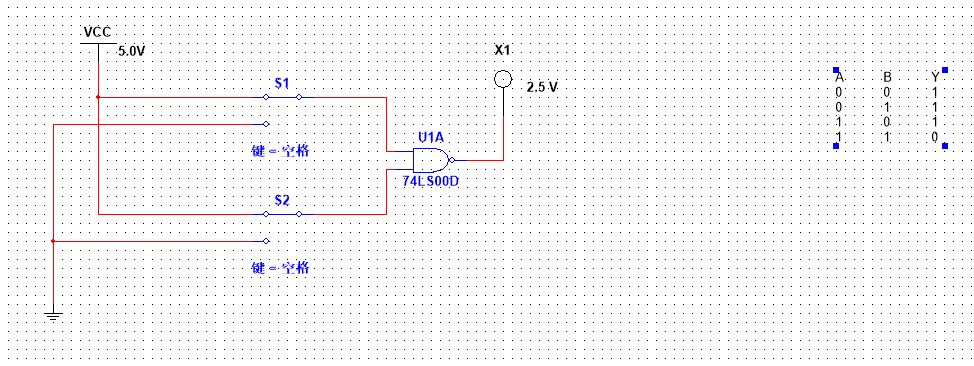 VCC
5.0V
X1
2.5 V
S1
键 = 空格
U1A
74LS00D
S2
键 = 空格
A B Y
0 0 1
0 1 1
1 0 1
1 1 0